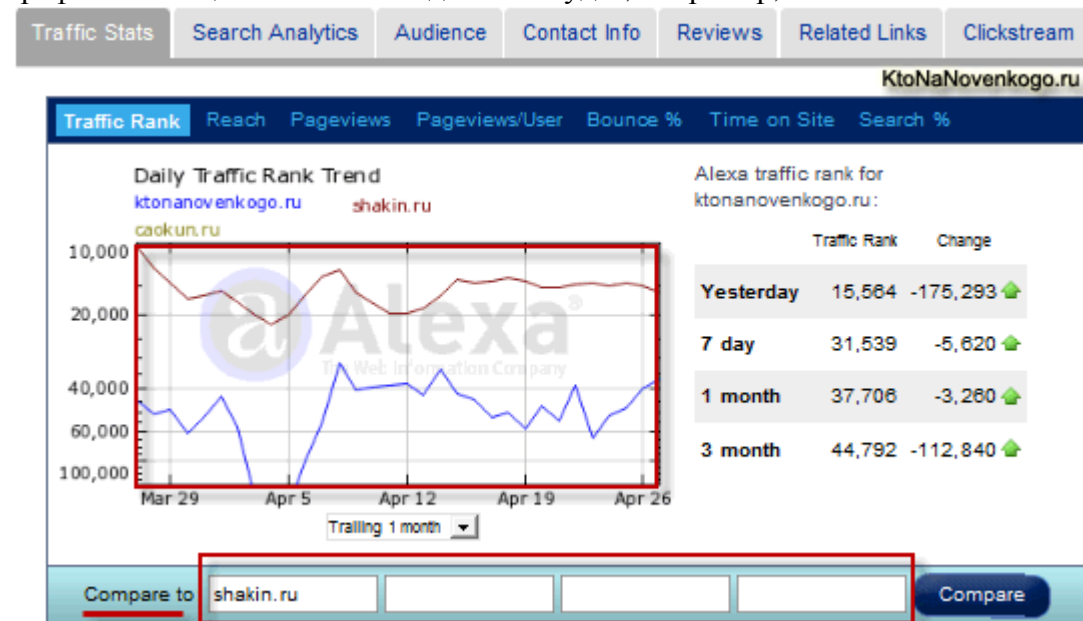 Traffic Stats Search Analytics Audience Contact Info Reviews Related Links Clickstream
KtoNaNovenkogo.ru
Traffic Rank Reach Pageviews Pageviews/User Bounce % Time on Site Search %
Daily Traffic Rank Trend
ktonanovenkogo.ru shakin.ru
caokun.ru
10,000
20,000
40,000
60,000
100,000
Alexa®
The Web Information Company
Mar 29 Apr 5 Apr 12 Apr 19 Apr 26
Trailing 1 month
Alexa traffic rank for
ktonanovenkogo.ru:
Traffic Rank Change
Yesterday 15,564 -175,293
7 day 31,539 -5,620
1 month 37,706 -3,260
3 month 44,792 -112,840
Compare to shakin.ru Compare